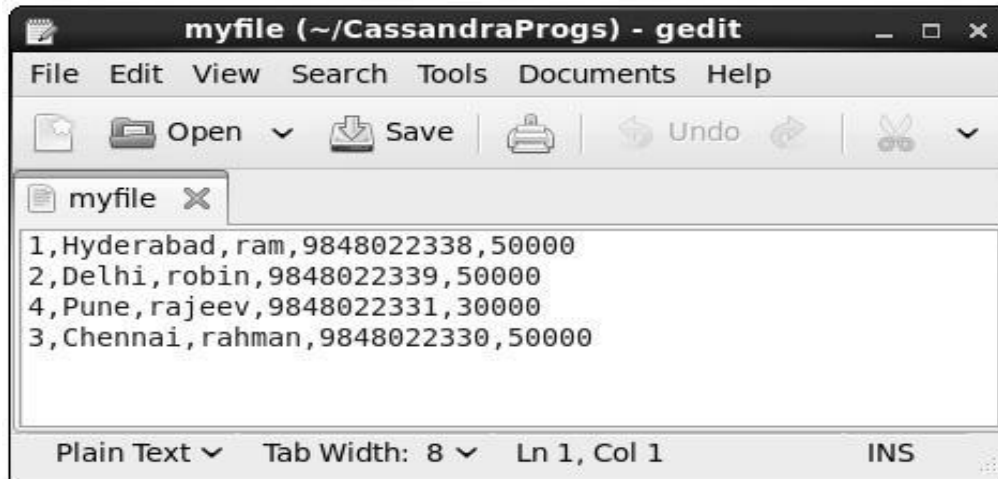 myfile (~/CassandraProgs) - gedit
File Edit View Search Tools Documents Help
Open Save Undo
myfile
1,Hyderabad,ram,9848022338,50000
2,Delhi,robin,9848022339,50000
4,Pune,rajeev,9848022331,30000
3,Chennai,rahman,9848022330,50000
Plain Text Tab Width: 8 Ln 1, Col 1 INS